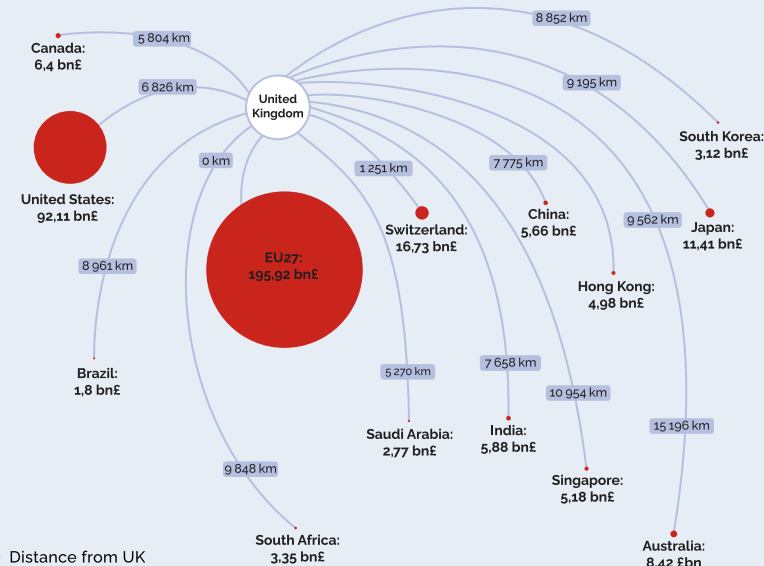 8 852 km
5 804 km
Canada:
6,4 bn£
9 195 km
6 826 km
United
Kingdom
South Korea:
3,12 bn£
0 km
1 251 km
7 775 km
United States:
92,11 bn£
Switzerland:
16,73 bn£
China:
5,66 bn£
9 562 km
Japan:
11,41 bn£
EU27:
195,92 bn£
8 961 km
Hong Kong:
4,98 bn£
Brazil:
1,8 bn£
5 270 km
7 658 km
10 954 km
15 196 km
Saudi Arabia:
2,77 bn£
India:
5,88 bn£
9 848 km
Singapore:
5,18 bn£
South Africa:
3,35 bn£
Australia:
8,42 £bn
Distance from UK